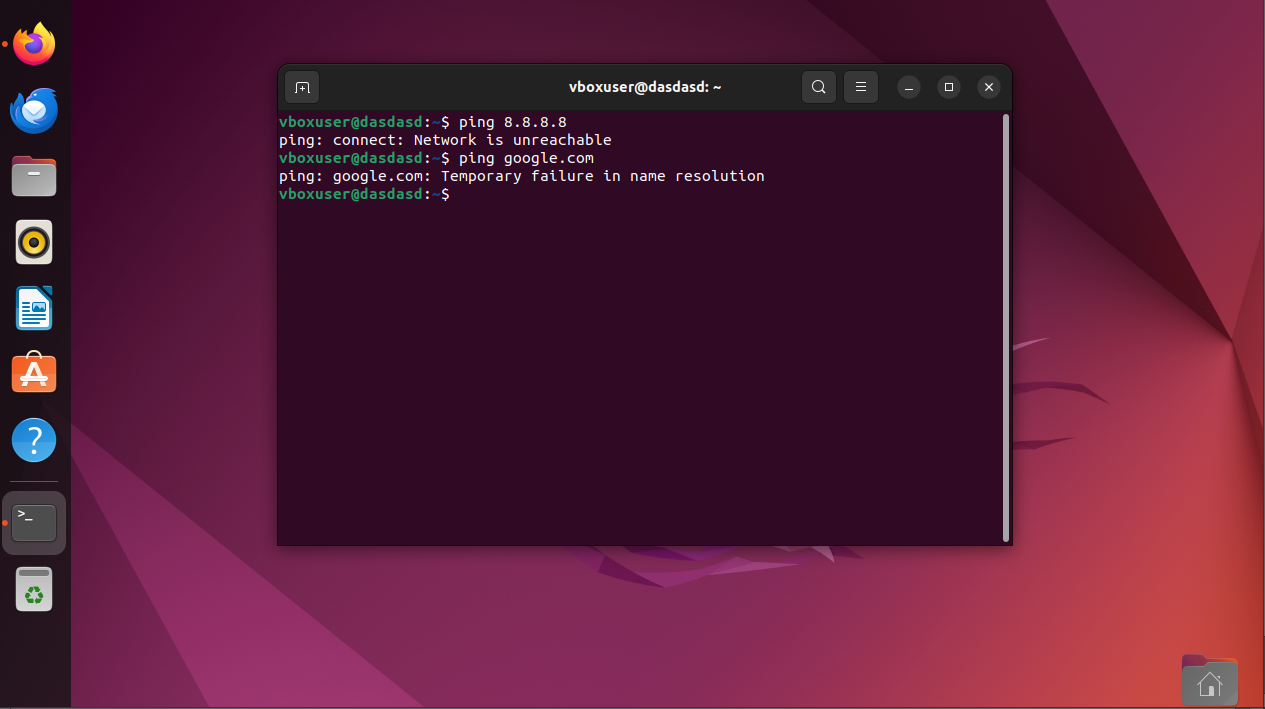 vboxuser@dasdasd: ~
vboxuser@dasdasd:~$ ping 8.8.8.8
ping: connect: Network is unreachable
vboxuser@dasdasd:~$ ping google.com
ping: google.com: Temporary failure in name resolution
vboxuser@dasdasd:~$
?
>_